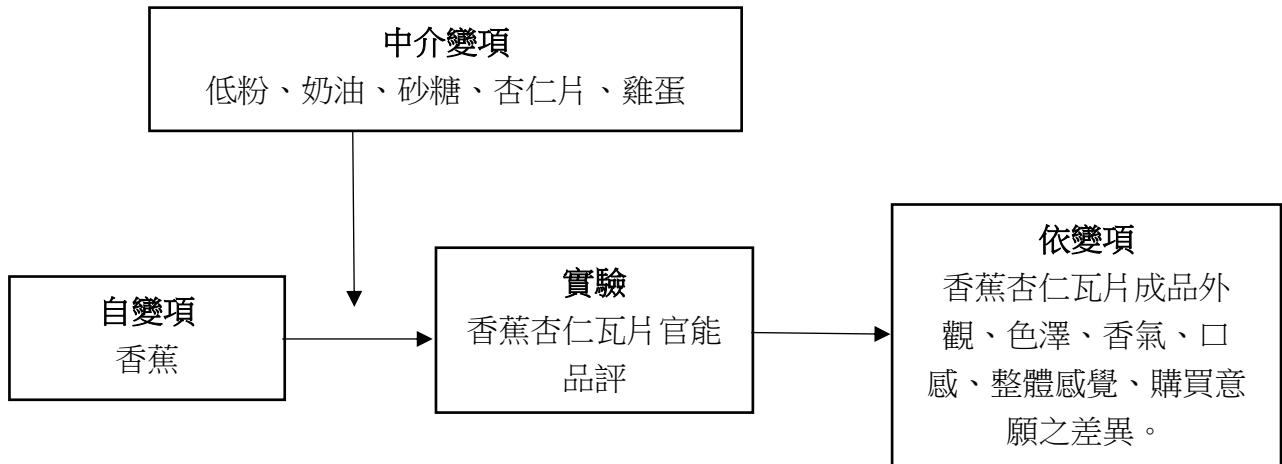 中介變項
低粉、奶油、砂糖、杏仁片、雞蛋
自變項
香蕉
實驗
香蕉杏仁瓦片官能
品評
依變項
香蕉杏仁瓦片成品外
觀、色澤、香氣、口
感、整體感覺、購買意
願之差異。